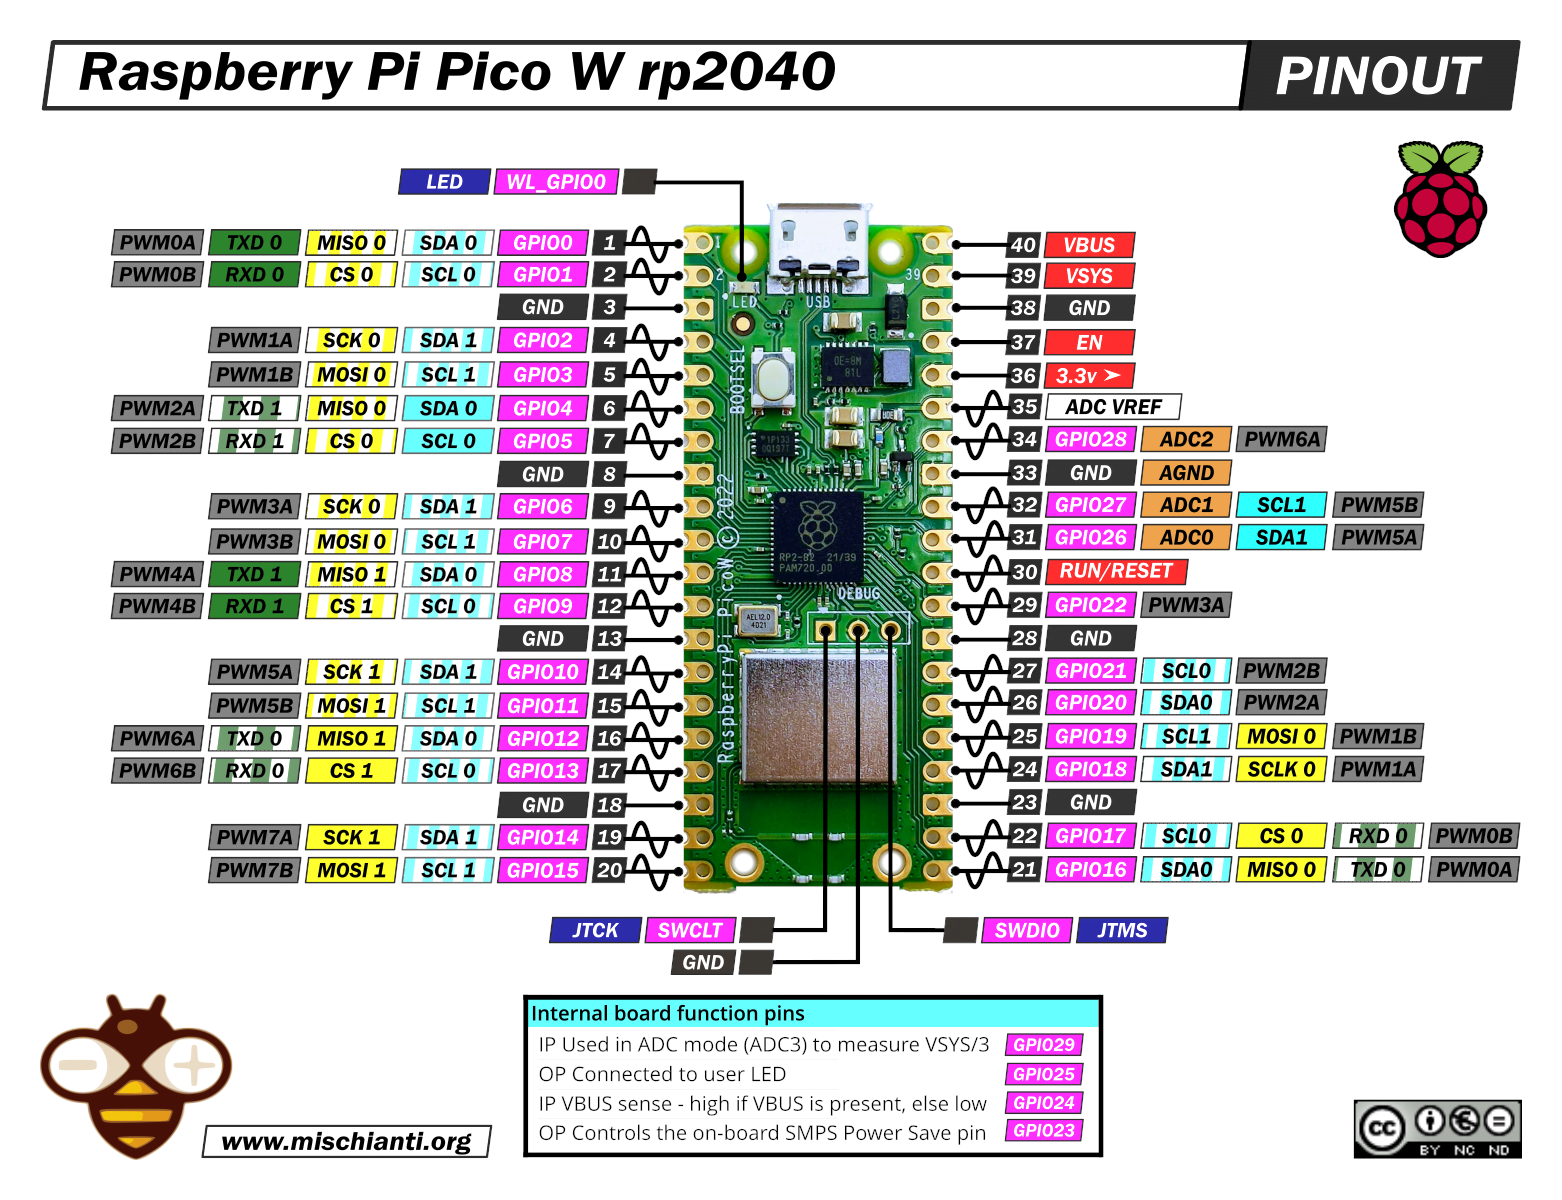 Raspberry Pi Pico W rp2040 PINOUT
LED WL_GPIO0
PWM0A TXD 0 MISO 0 SDA 0 GPIO0 1
PWM0B RXD 0 CS 0 SCL 0 GPIO1 2
GND 3
PWM1A SCK 0 SDA 1 GPIO2 4
PWM1B MOSI 0 SCL 1 GPIO3 5
PWM2A TXD 1 MISO 0 SDA 0 GPIO4 6
PWM2B RXD 1 CS 0 SCL 0 GPIO5 7
GND 8
PWM3A SCK 0 SDA 1 GPIO6 9
PWM3B MOSI 0 SCL 1 GPIO7 10
PWM4A TXD 1 MISO 1 SDA 0 GPIO8 11
PWM4B RXD 1 CS 1 SCL 0 GPIO9 12
GND 13
PWM5A SCK 1 SDA 1 GPIO10 14
PWM5B MOSI 1 SCL 1 GPIO11 15
PWM6A TXD 0 MISO 1 SDA 0 GPIO12 16
PWM6B RXD 0 CS 1 SCL 0 GPIO13 17
GND 18
PWM7A SCK 1 SDA 1 GPIO14 19
PWM7B MOSI 1 SCL 1 GPIO15 20
1
2
39
LED
USB
BOOTSEL
RaspberryPi PicoW © 2022
RP2-B2 21/39
PAM720.00
DEBUG
AEL12.0
4021
40 VBUS
39 VSYS
38 GND
37 EN
36 3.3v ➤
35 ADC VREF
34 GPIO28 ADC2 PWM6A
33 GND AGND
32 GPIO27 ADC1 SCL1 PWM5B
31 GPIO26 ADC0 SDA1 PWM5A
30 RUN/RESET
29 GPIO22 PWM3A
28 GND
27 GPIO21 SCL0 PWM2B
26 GPIO20 SDA0 PWM2A
25 GPIO19 SCL1 MOSI 0 PWM1B
24 GPIO18 SDA1 SCLK 0 PWM1A
23 GND
22 GPIO17 SCL0 CS 0 RXD 0 PWM0B
21 GPIO16 SDA0 MISO 0 TXD 0 PWM0A
JTCK SWCLT
GND
SWDIO JTMS
Internal board function pins
IP Used in ADC mode (ADC3) to measure VSYS/3 GPIO29
OP Connected to user LED GPIO25
IP VBUS sense - high if VBUS is present, else low GPIO24
OP Controls the on-board SMPS Power Save pin GPIO23
www.mischianti.org
cc
BY NC ND